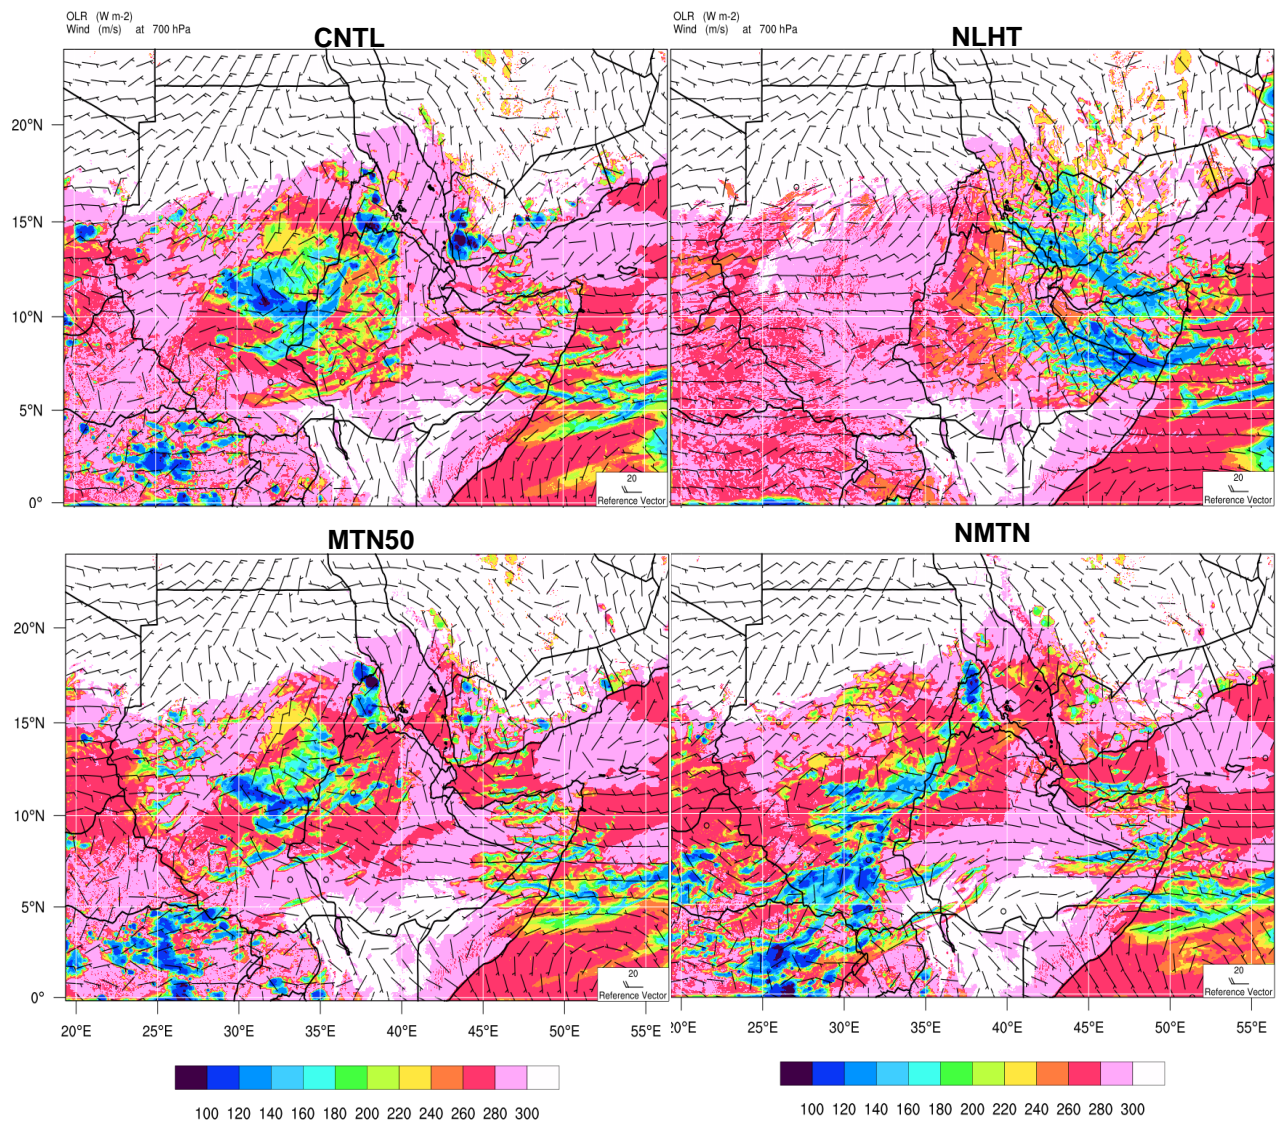 OLR (W m-2)
Wind (m/s) at 700 hPa
CNTL
OLR (W m-2)
Wind (m/s) at 700 hPa
NLHT
20°N
15°N
10°N
5°N
0°
20
Reference Vector
20
Reference Vector
MTN50
NMTN
20°N
15°N
10°N
5°N
0°
20
Reference Vector
20
Reference Vector
20°E 25°E 30°E 35°E 40°E 45°E 50°E 55°E
20°E 25°E 30°E 35°E 40°E 45°E 50°E 55°E
100 120 140 160 180 200 220 240 260 280 300
100 120 140 160 180 200 220 240 260 280 300